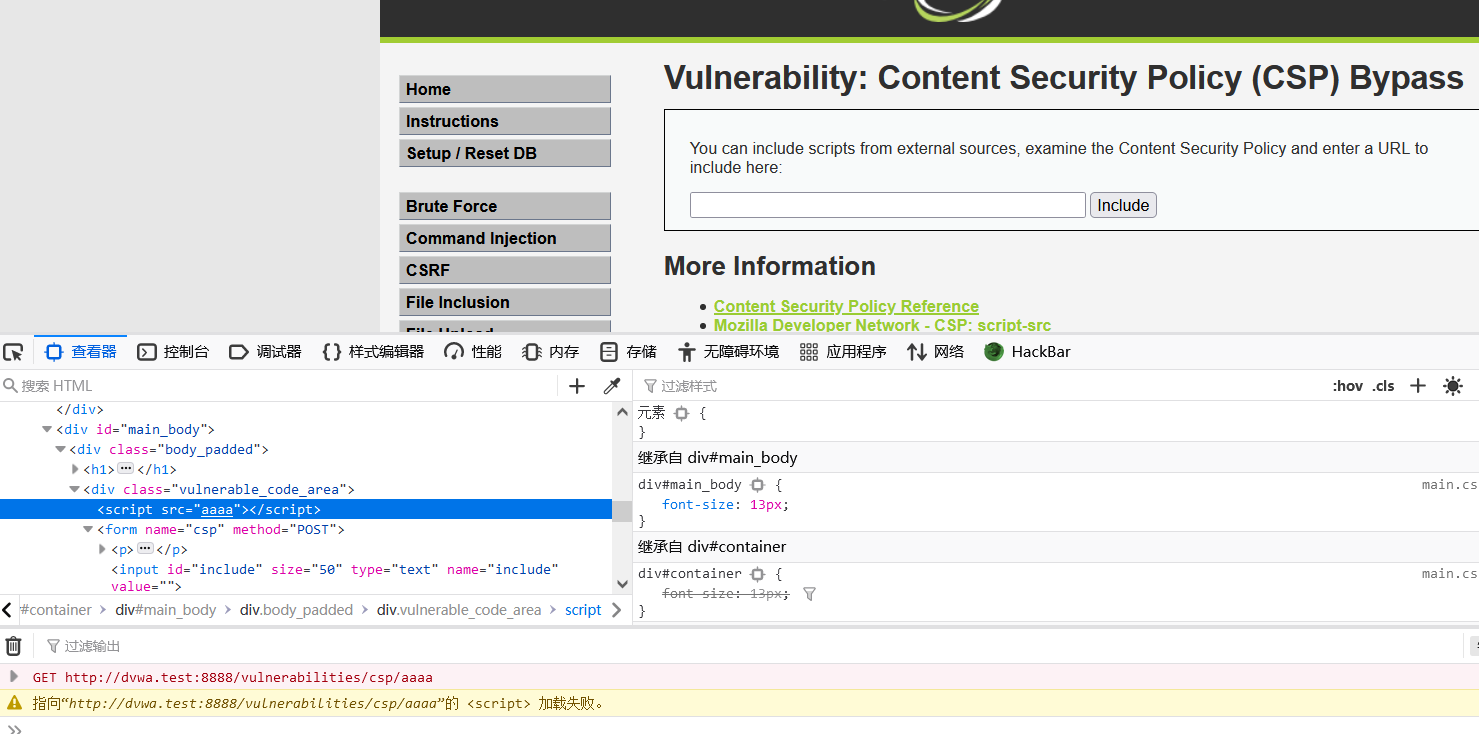 Vulnerability: Content Security Policy (CSP) Bypass
Home
Instructions
Setup / Reset DB
Brute Force
Command Injection
CSRF
File Inclusion
File Upload
You can include scripts from external sources, examine the Content Security Policy and enter a URL to
include here:
Include
More Information
Content Security Policy Reference
Mozilla Developer Network - CSP: script-src
查看器 控制台 调试器 样式编辑器 性能 内存 存储 无障碍环境 应用程序 网络 HackBar
搜索 HTML
</div>
<div id="main_body">
<div class="body_padded">
<h1>···</h1>
<div class="vulnerable_code_area">
<script src="aaaa"></script>
<form name="csp" method="POST">
<p>···</p>
<input id="include" size="50" type="text" name="include"
value="">
#container > div#main_body > div.body_padded > div.vulnerable_code_area > script
过滤样式
:hov .cls
元素 {
}
继承自 div#main_body
div#main_body { main.cs
font-size: 13px;
}
继承自 div#container
div#container { main.cs
font-size: 13px;
}
过滤输出
GET http://dvwa.test:8888/vulnerabilities/csp/aaaa
指向“http://dvwa.test:8888/vulnerabilities/csp/aaaa”的 <script> 加载失败。